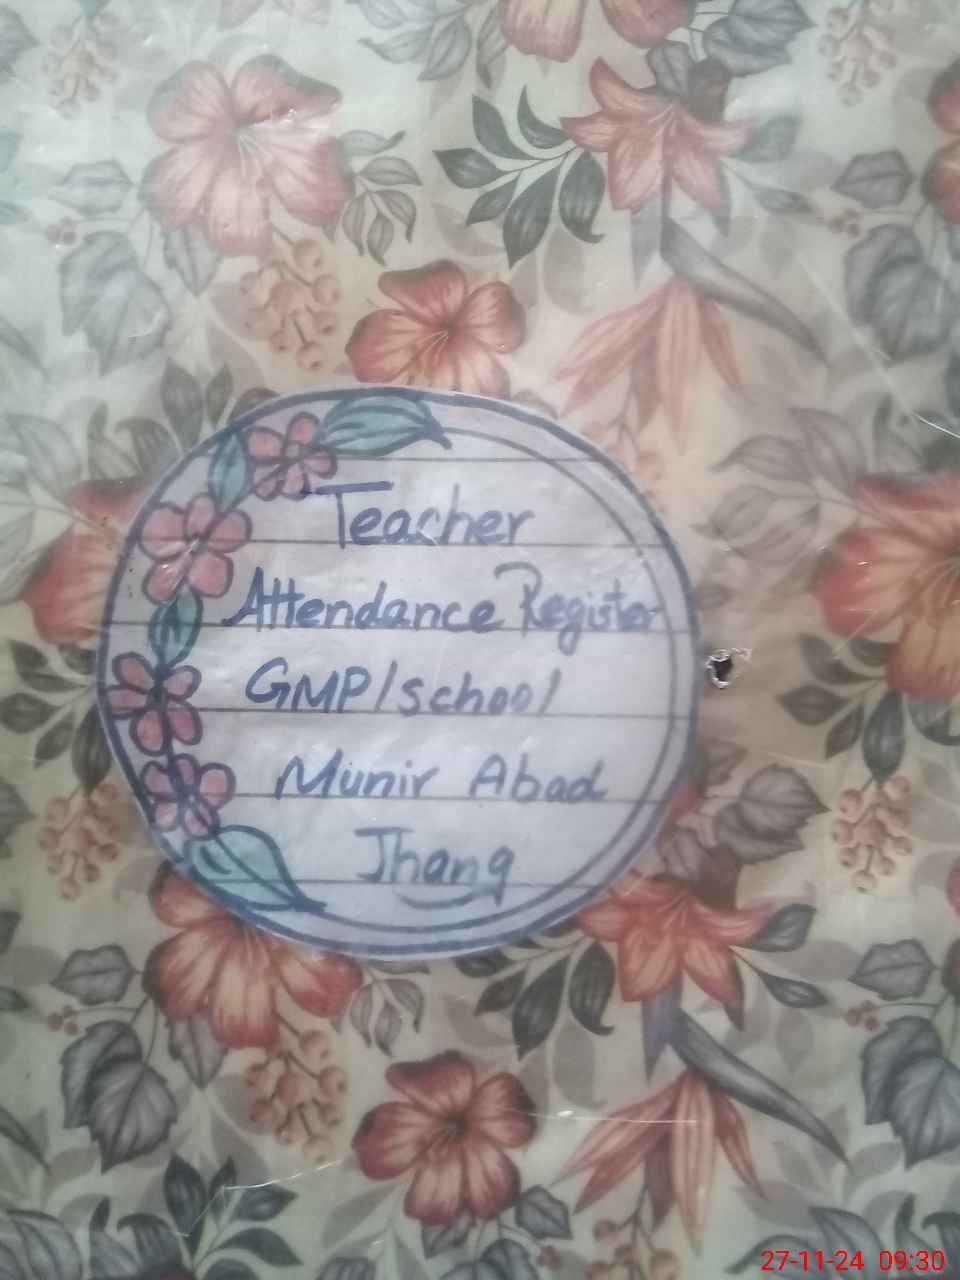 Teacher
Attendance Register
GMP/school
Munir Abad
Jhang
27-11-24 09:30